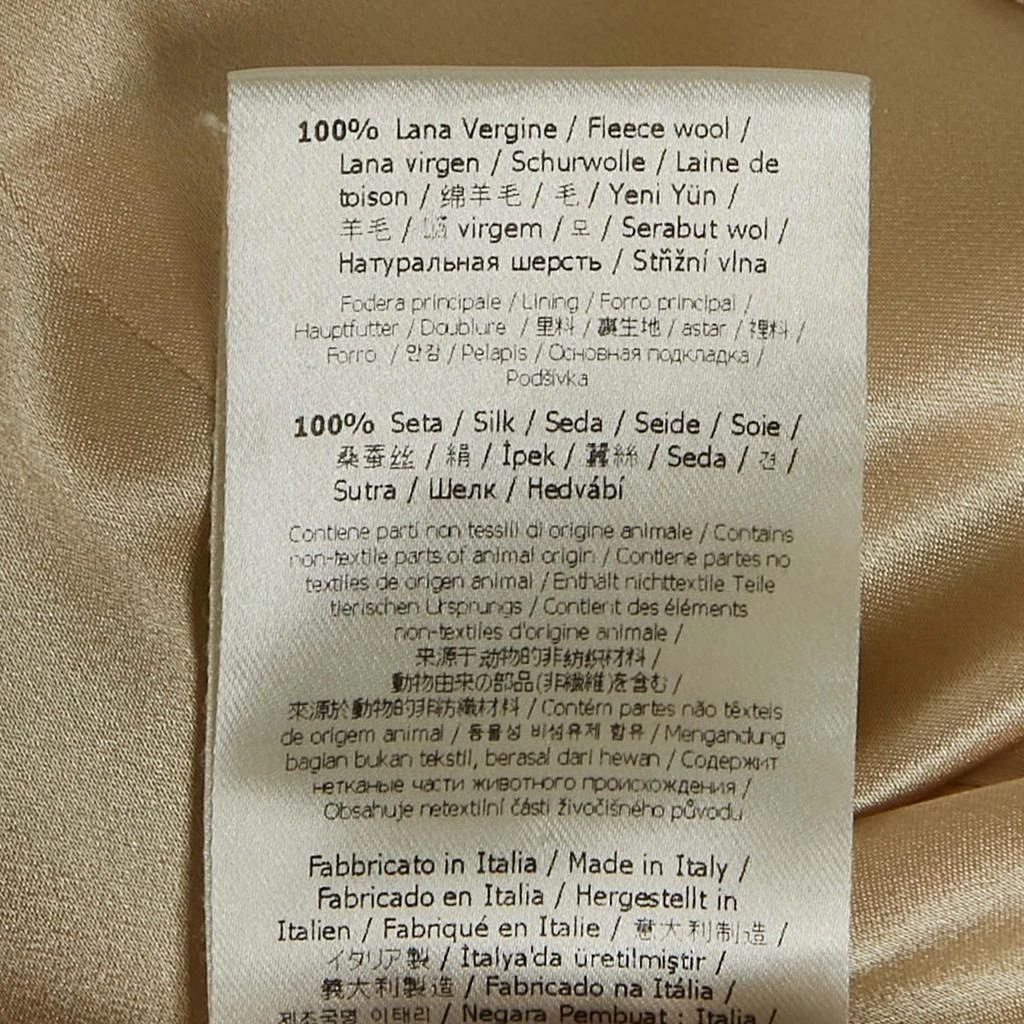 100% Lana Vergine / Fleece wool /
Lana virgen / Schurwolle / Laine de
toison / 绵羊毛 / 毛 / Yeni Yün /
羊毛 / virgem / 모 / Serabut wol /
Натуральная шерсть / Střižní vlna
Fodera principale / Lining / Forro principal /
Hauptfutter / Doublure / 里料 / 裏生地 / astar / 裡料 /
Forro / 안감 / Pelapis / Основная подкладка /
Podšívka
100% Seta / Silk / Seda / Seide / Soie /
桑蚕丝 / 絹 / İpek / 蠶絲 / Seda / 견 /
Sutra / Шелк / Hedvábí
Contiene parti non tessili di origine animale / Contains
non-textile parts of animal origin / Contiene partes no
textiles de origen animal / Enthält nichttextile Teile
tierischen Ursprungs / Contient des éléments
non-textiles d'origine animale /
来源于动物的非纺织材料 /
動物由来の部品(非繊維)を含む /
來源於動物的非紡織材料 / Contém partes não têxteis
de origem animal / 동물성 비섬유제 함유 / Mengandung
bagian bukan tekstil, berasal dari hewan / Содержит
нетканые части животного происхождения /
Obsahuje netextilní části živočišného původu
Fabbricato in Italia / Made in Italy /
Fabricado en Italia / Hergestellt in
Italien / Fabriqué en Italie / 意大利制造 /
イタリア製 / İtalya'da üretilmiştir /
義大利製造 / Fabricado na Itália /
제조국명 이태리 / Negara Pembuat : Italia /